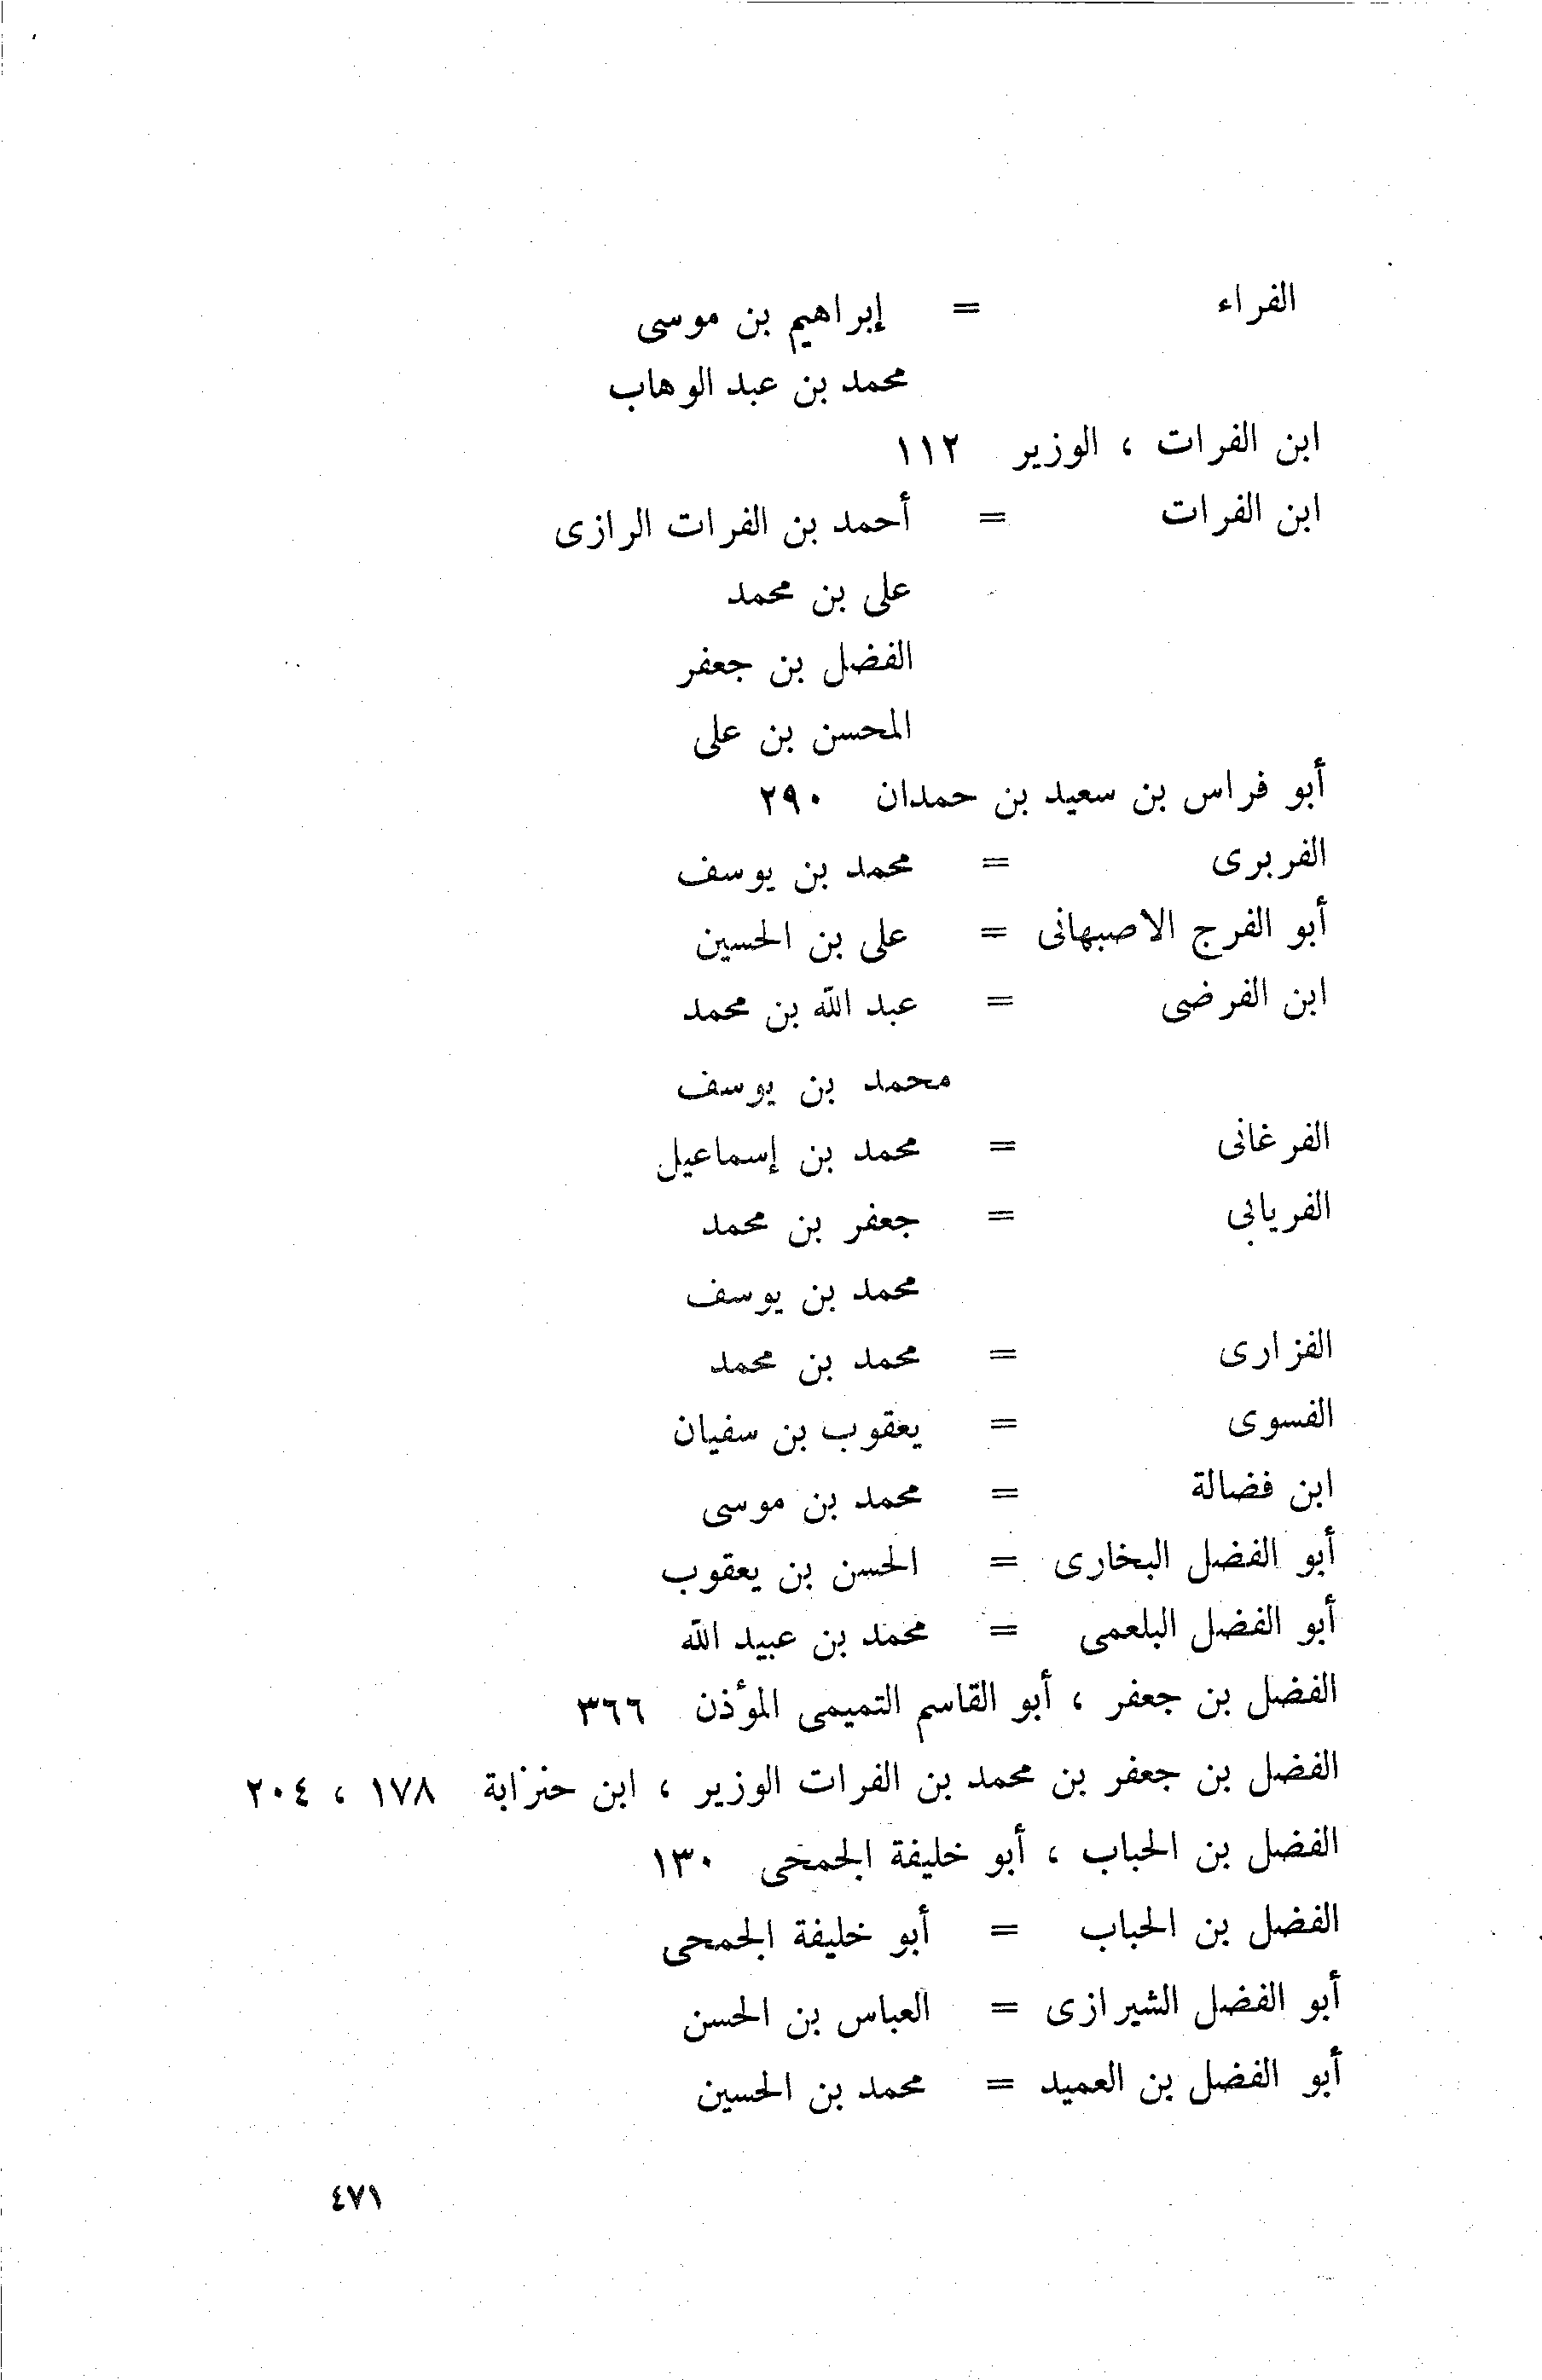 الفراء = إبراهيم بن موسى
محمد بن عبد الوهاب
ابن الفرات ، الوزير ١١٢
ابن الفرات = أحمد بن الفرات الرازى
على بن محمد
الفضل بن جعفر
المحسن بن على
أبو فراس بن سعيد بن حمدان ٢٩٠
الفربرى = محمد بن يوسف
أبو الفرج الاصبهانى = على بن الحسين
ابن الفرضى = عبد الله بن محمد
محمد بن يوسف
الفرغانى = محمد بن إسماعيل
الفريابي = جعفر بن محمد
محمد بن يوسف
الفزارى = محمد بن محمد
الفسوى = يعقوب بن سفيان
ابن فضالة = محمد بن موسى
أبو الفضل البخارى = الحسن بن يعقوب
أبو الفضل البلعمى = محمد بن عبيد الله
الفضل بن جعفر ، أبو القاسم التميمى المؤذن ٣٦٦
الفضل بن جعفر بن محمد بن الفرات الوزير ، ابن حنزابة ١٧٨ ، ٢٠٤
الفضل بن الحباب ، أبو خليفة الجمحى ١٣٠
الفضل بن الحباب = أبو خليفة الجمحى
أبو الفضل الشيرازى = العباس بن الحسن
أبو الفضل بن العميد = محمد بن الحسين
٤٧١